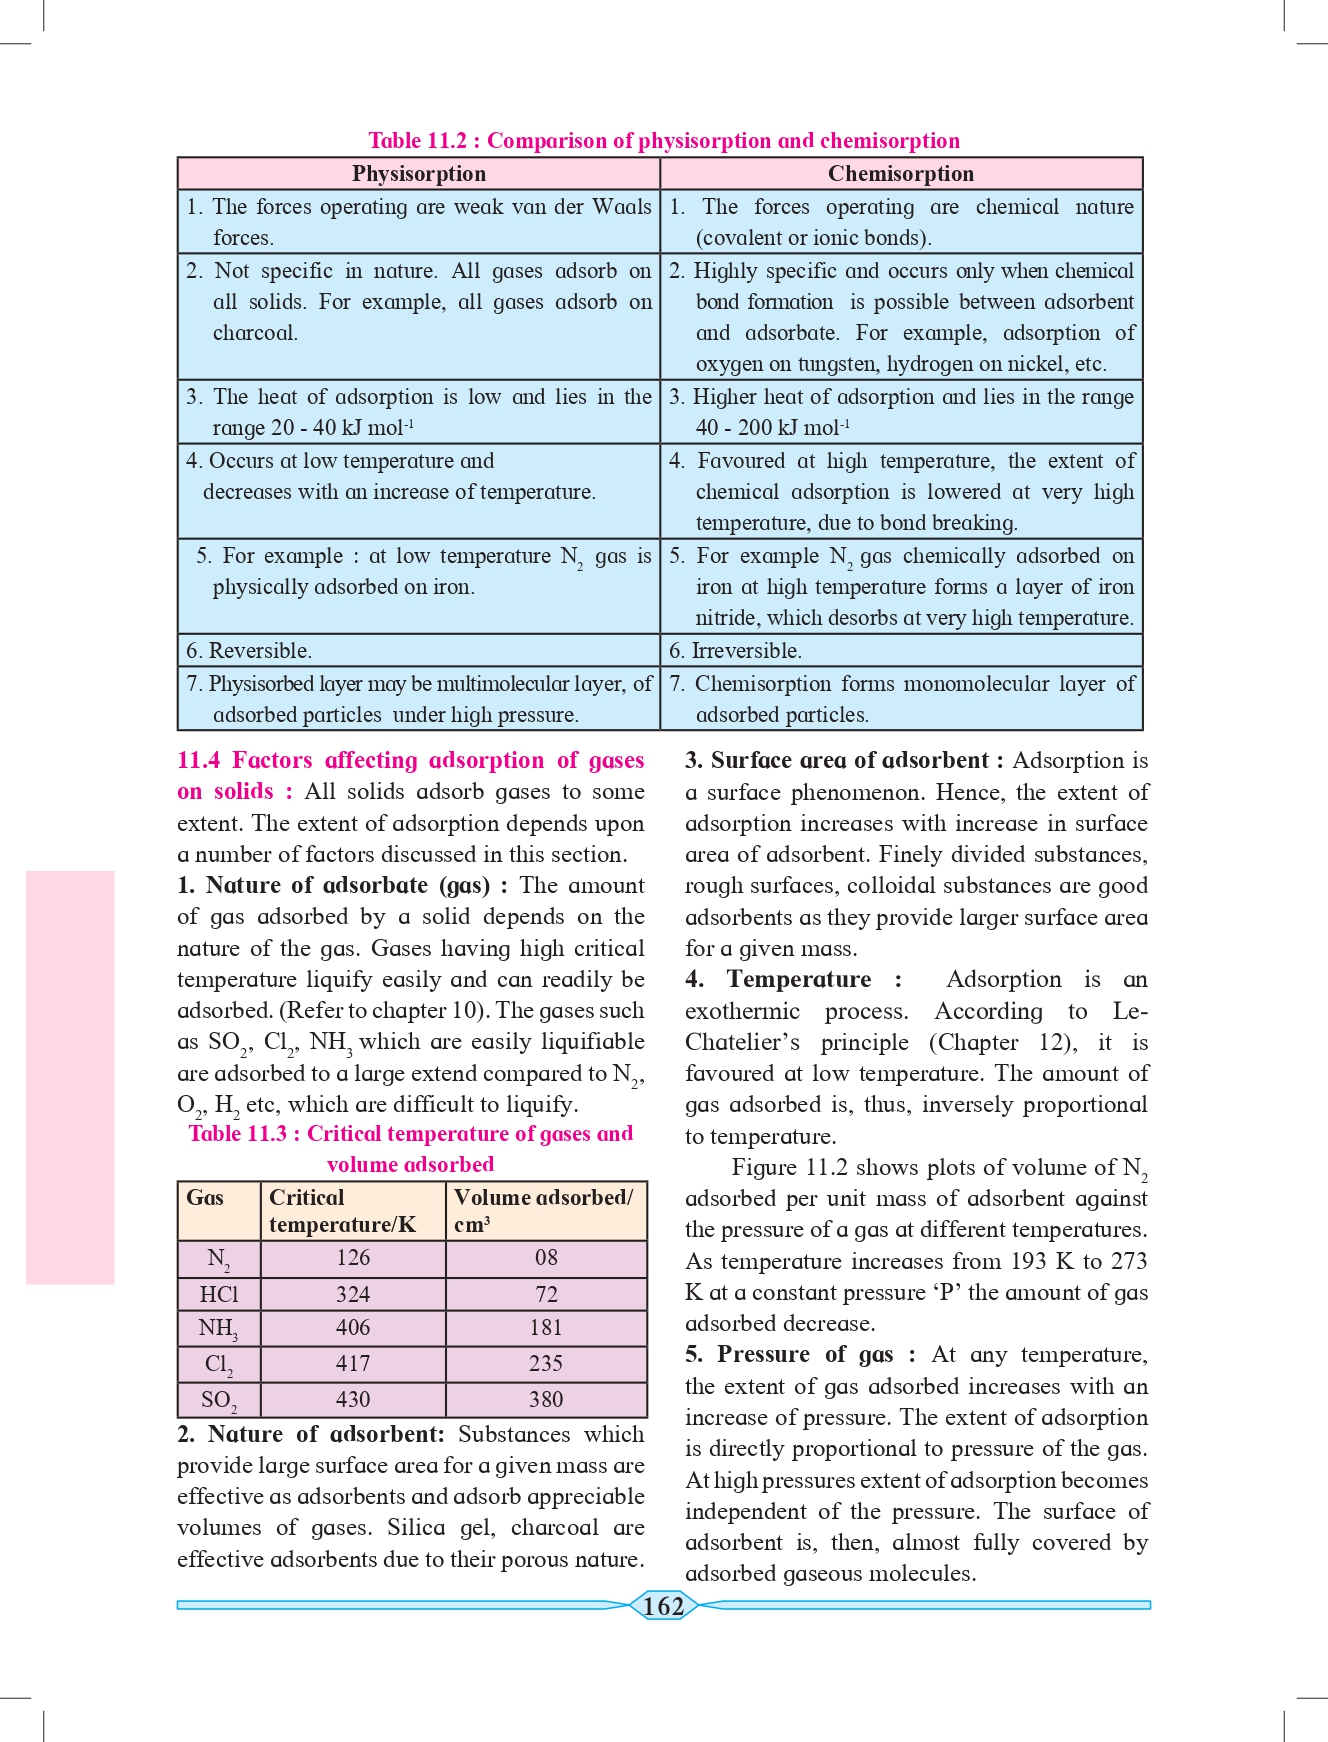 Table 11.2 : Comparison of physisorption and chemisorption
Physisorption
Chemisorption
1. The forces operating are weak van der Waals
forces.
1. The forces operating are chemical nature
(covalent or ionic bonds).
2. Not specific in nature. All gases adsorb on
all solids. For example, all gases adsorb on
charcoal.
2. Highly specific and occurs only when chemical
bond formation is possible between adsorbent
and adsorbate. For example, adsorption of
oxygen on tungsten, hydrogen on nickel, etc.
3. The heat of adsorption is low and lies in the
range 20 - 40 kJ mol⁻¹
3. Higher heat of adsorption and lies in the range
40 - 200 kJ mol⁻¹
4. Occurs at low temperature and
decreases with an increase of temperature.
4. Favoured at high temperature, the extent of
chemical adsorption is lowered at very high
temperature, due to bond breaking.
5. For example : at low temperature N₂ gas is
physically adsorbed on iron.
5. For example N₂ gas chemically adsorbed on
iron at high temperature forms a layer of iron
nitride, which desorbs at very high temperature.
6. Reversible.
6. Irreversible.
7. Physisorbed layer may be multimolecular layer, of
adsorbed particles under high pressure.
7. Chemisorption forms monomolecular layer of
adsorbed particles.
11.4 Factors affecting adsorption of gases
on solids : All solids adsorb gases to some
extent. The extent of adsorption depends upon
a number of factors discussed in this section.
1. Nature of adsorbate (gas) : The amount
of gas adsorbed by a solid depends on the
nature of the gas. Gases having high critical
temperature liquify easily and can readily be
adsorbed. (Refer to chapter 10). The gases such
as SO₂, Cl₂, NH₃ which are easily liquifiable
are adsorbed to a large extend compared to N₂,
O₂, H₂ etc, which are difficult to liquify.
Table 11.3 : Critical temperature of gases and
volume adsorbed
Gas
Critical
temperature/K
Volume adsorbed/
cm³
N₂ 126 08
HCl 324 72
NH₃ 406 181
Cl₂ 417 235
SO₂ 430 380
2. Nature of adsorbent: Substances which
provide large surface area for a given mass are
effective as adsorbents and adsorb appreciable
volumes of gases. Silica gel, charcoal are
effective adsorbents due to their porous nature.
3. Surface area of adsorbent : Adsorption is
a surface phenomenon. Hence, the extent of
adsorption increases with increase in surface
area of adsorbent. Finely divided substances,
rough surfaces, colloidal substances are good
adsorbents as they provide larger surface area
for a given mass.
4. Temperature : Adsorption is an
exothermic process. According to Le-
Chatelier’s principle (Chapter 12), it is
favoured at low temperature. The amount of
gas adsorbed is, thus, inversely proportional
to temperature.
Figure 11.2 shows plots of volume of N₂
adsorbed per unit mass of adsorbent against
the pressure of a gas at different temperatures.
As temperature increases from 193 K to 273
K at a constant pressure ‘P’ the amount of gas
adsorbed decrease.
5. Pressure of gas : At any temperature,
the extent of gas adsorbed increases with an
increase of pressure. The extent of adsorption
is directly proportional to pressure of the gas.
At high pressures extent of adsorption becomes
independent of the pressure. The surface of
adsorbent is, then, almost fully covered by
adsorbed gaseous molecules.
162